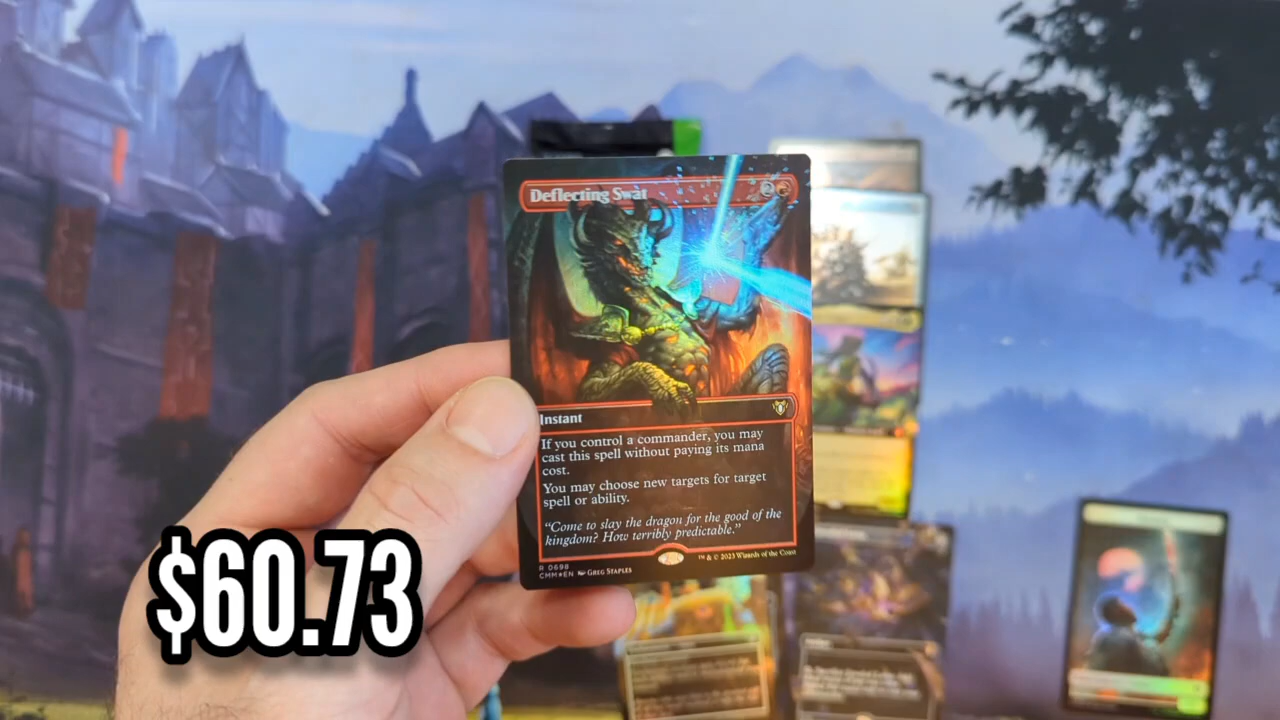 Deflecting Swat
Instant
If you control a commander, you may
cast this spell without paying its mana
cost.
You may choose new targets for target
spell or ability.
"Come to slay the dragon for the good of the
kingdom? How terribly predictable."
R 0698
CMM★EN GREG STAPLES
™ & © 2023 Wizards of the Coast
$60.73